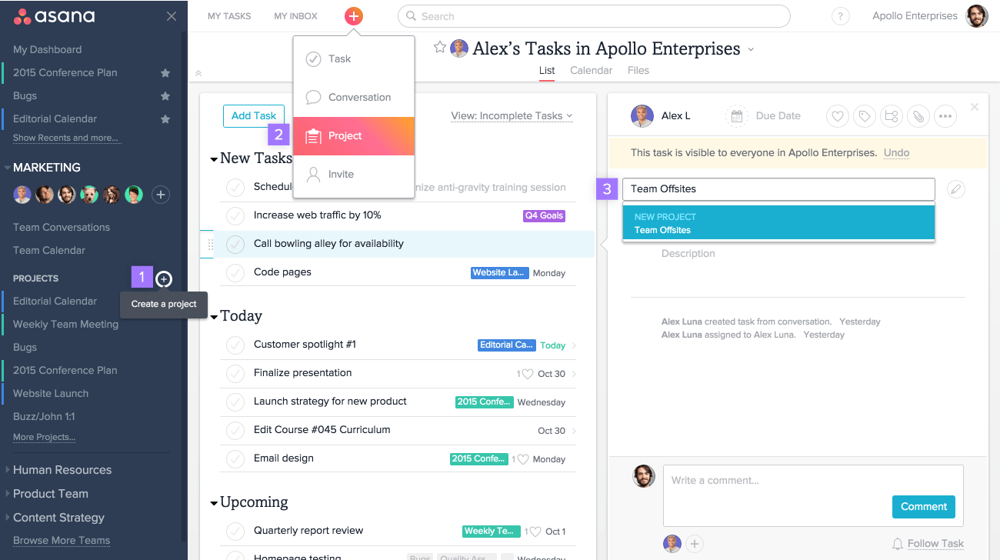 asana
My Dashboard
2015 Conference Plan
Bugs
Editorial Calendar
Show Recents and more...
MARKETING
Team Conversations
Team Calendar
PROJECTS
1
Create a project
Editorial Calendar
Weekly Team Meeting
Bugs
2015 Conference Plan
Website Launch
Buzz/John 1:1
More Projects...
Human Resources
Product Team
Content Strategy
Browse More Teams
MY TASKS MY INBOX Search ? Apollo Enterprises
Alex's Tasks in Apollo Enterprises
List Calendar Files
Task
Conversation
2 Project
Invite
Add Task View: Incomplete Tasks
New Tasks
anti-gravity training session
Increase web traffic by 10% Q4 Goals
Call bowling alley for availability
Code pages Website La... Monday
Today
Customer spotlight #1 Editorial Ca... Today
Finalize presentation 1 Oct 30
Launch strategy for new product 2015 Confe... Wednesday
Edit Course #045 Curriculum Oct 30
Email design 2015 Confe... 1 Monday
Upcoming
Quarterly report review Weekly Te... 1 Oct 1
Homepage testing Bugs Quality Ass... Wednesday
Alex L Due Date
This task is visible to everyone in Apollo Enterprises. Undo
3 Team Offsites
NEW PROJECT
Team Offsites
Description
Alex Luna created task from conversation. Yesterday
Alex Luna assigned to Alex Luna. Yesterday
Write a comment...
Comment
Follow Task